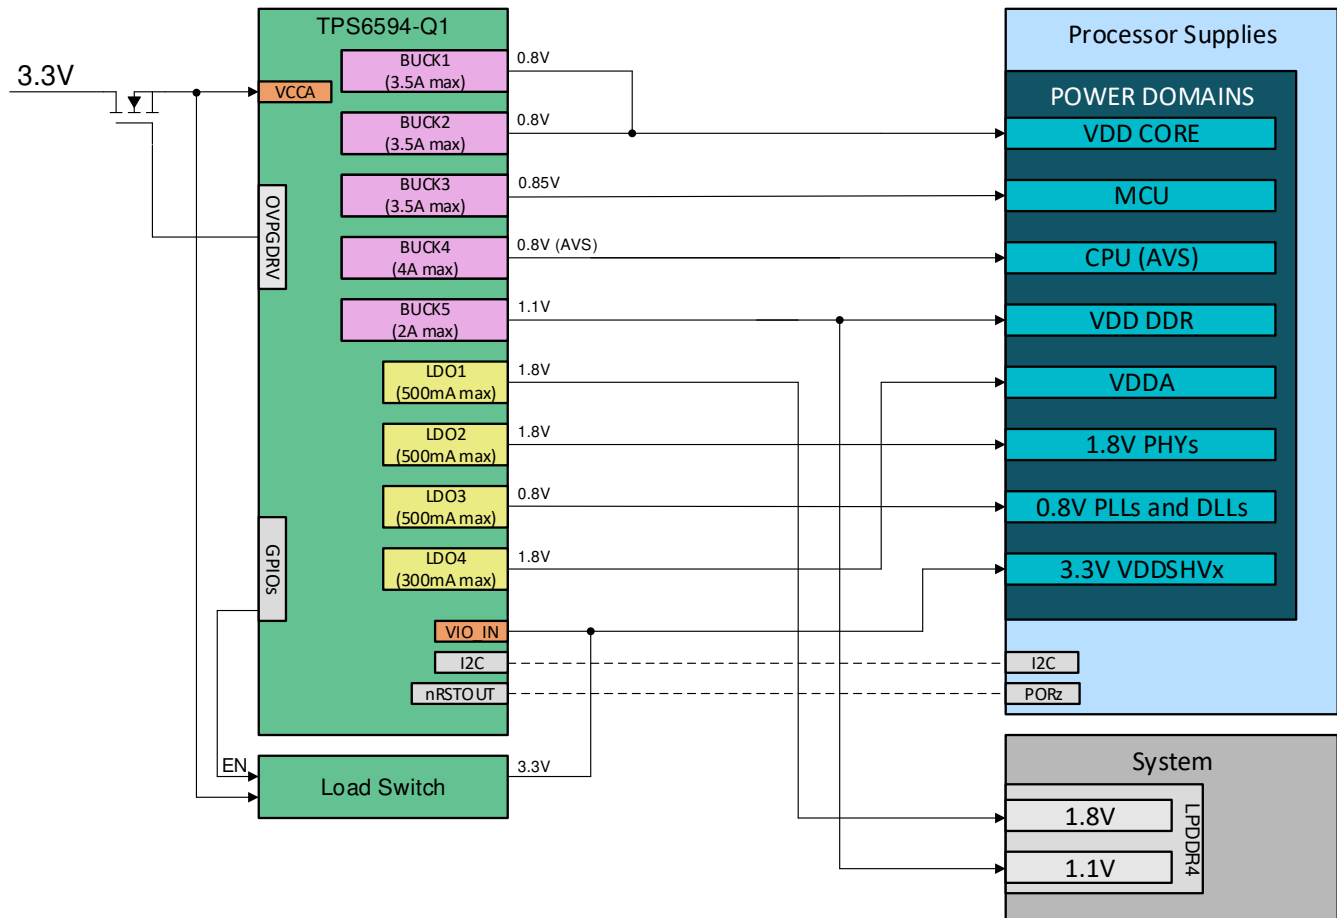 TPS6594-Q1
3.3V
VCCA
OVPGDRV
GPIOs
BUCK1
(3.5A max)
0.8V
BUCK2
(3.5A max)
0.8V
BUCK3
(3.5A max)
0.85V
BUCK4
(4A max)
0.8V (AVS)
BUCK5
(2A max)
1.1V
LDO1
(500mA max)
1.8V
LDO2
(500mA max)
1.8V
LDO3
(500mA max)
0.8V
LDO4
(300mA max)
1.8V
VIO_IN
I2C
nRSTOUT
EN
Load Switch
3.3V
Processor Supplies
POWER DOMAINS
VDD CORE
MCU
CPU (AVS)
VDD DDR
VDDA
1.8V PHYs
0.8V PLLs and DLLs
3.3V VDDSHVx
I2C
PORz
System
1.8V
1.1V
LPDDR4